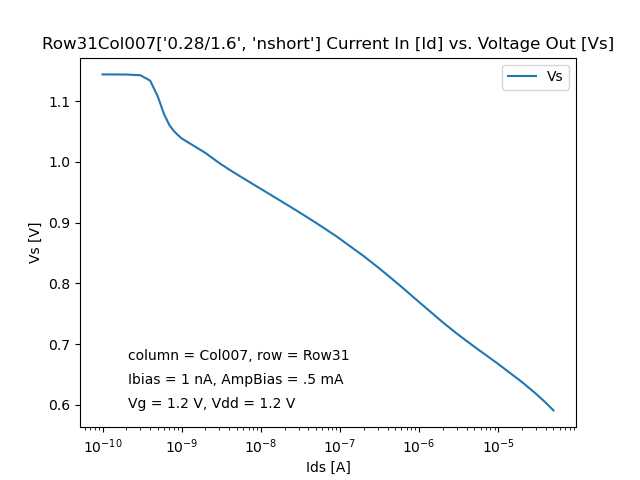 Row31Col007['0.28/1.6', 'nshort'] Current In [Id] vs. Voltage Out [Vs]
Vs
1.1
1.0
0.9
0.8
0.7
0.6
Vs [V]
column = Col007, row = Row31
Ibias = 1 nA, AmpBias = .5 mA
Vg = 1.2 V, Vdd = 1.2 V
10⁻¹⁰ 10⁻⁹ 10⁻⁸ 10⁻⁷ 10⁻⁶ 10⁻⁵
Ids [A]